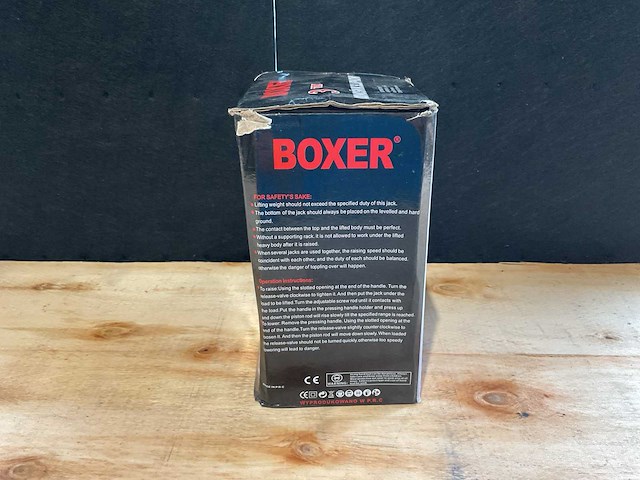 BOXER
BOXER®
FOR SAFETY'S SAKE:
Lifting weight should not exceed the specified duty of this jack.
The bottom of the jack should always be placed on the levelled and hard
ground.
The contact between the top and the lifted body must be perfect.
Without a supporting rack, it is not allowed to work under the lifted
heavy body after it is raised.
When several jacks are used together, the raising speed should be
coincident with each other, and the duty of each should be balanced.
otherwise the danger of toppling over will happen.
Operation Instructions:
To raise:Using the slotted opening at the end of the handle. Turn the
release-valve clockwise to tighten it. And then put the jack under the
load to be lifted.Turn the adjustable screw rod until it contacts with
the load.Put the handle in the pressing handle holder and press up
and down the piston rod will rise slowly till the specified range is reached.
To lower. Remove the pressing handle. Using the slotted opening at the
end of the handle.Turn the release-valve slightly counter-clockwise to
loosen it. And then the piston rod will move down slowly. When loaded
the release-valve should not be turned quickly.otherwise too speedy
lowering will lead to danger.
CE
WARNING
CE
WYPRODUKOWANO W P.R.C